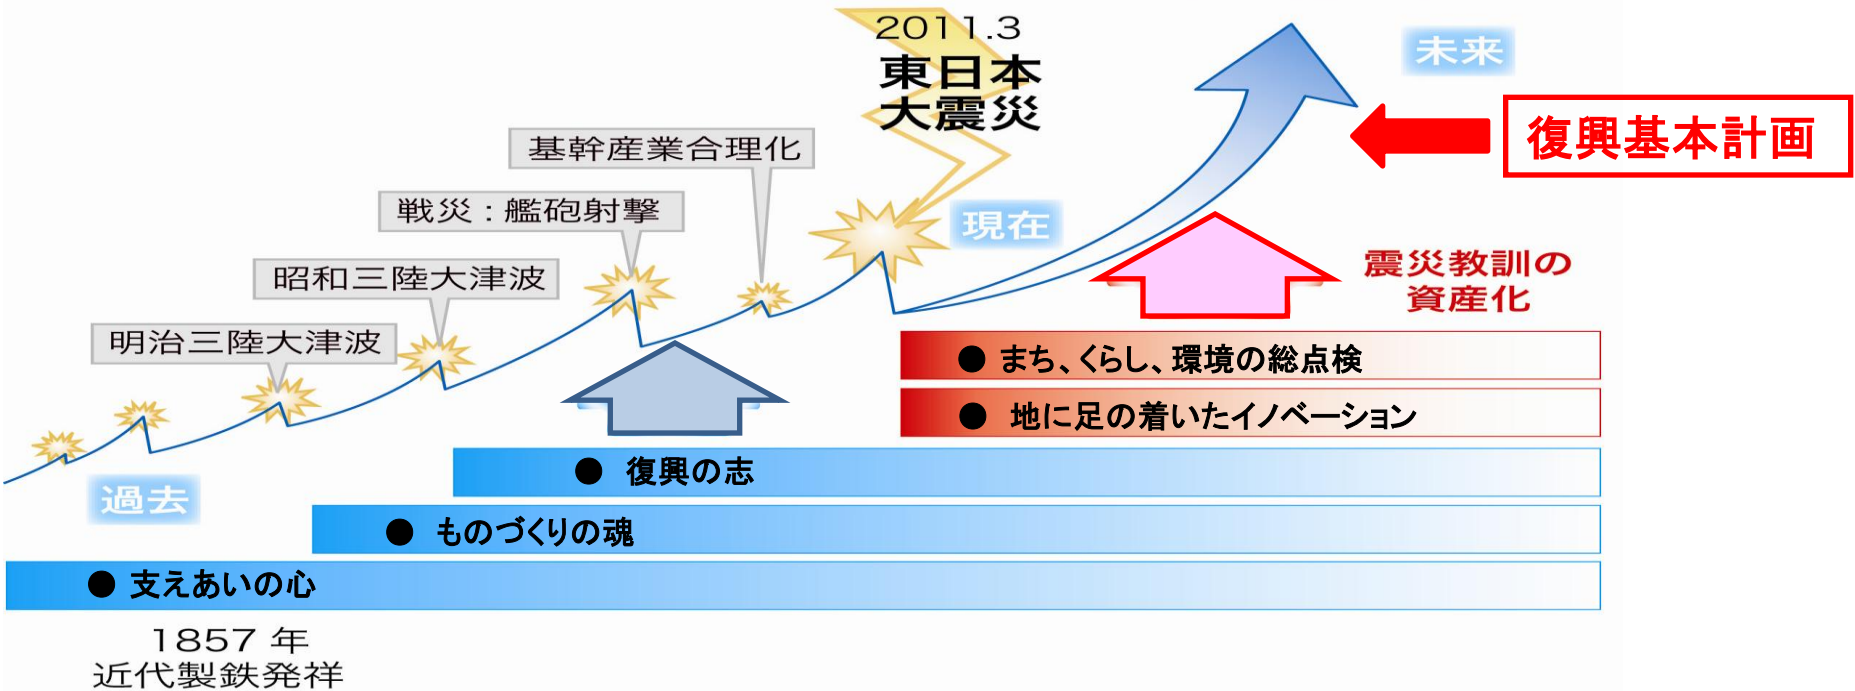 2011.3
東日本
大震災
未来
復興基本計画
基幹産業合理化
戦災：艦砲射撃
現在
昭和三陸大津波
震災教訓の
資産化
明治三陸大津波
● まち、くらし、環境の総点検
● 地に足の着いたイノベーション
● 復興の志
過去
● ものづくりの魂
● 支えあいの心
1857 年
近代製鉄発祥